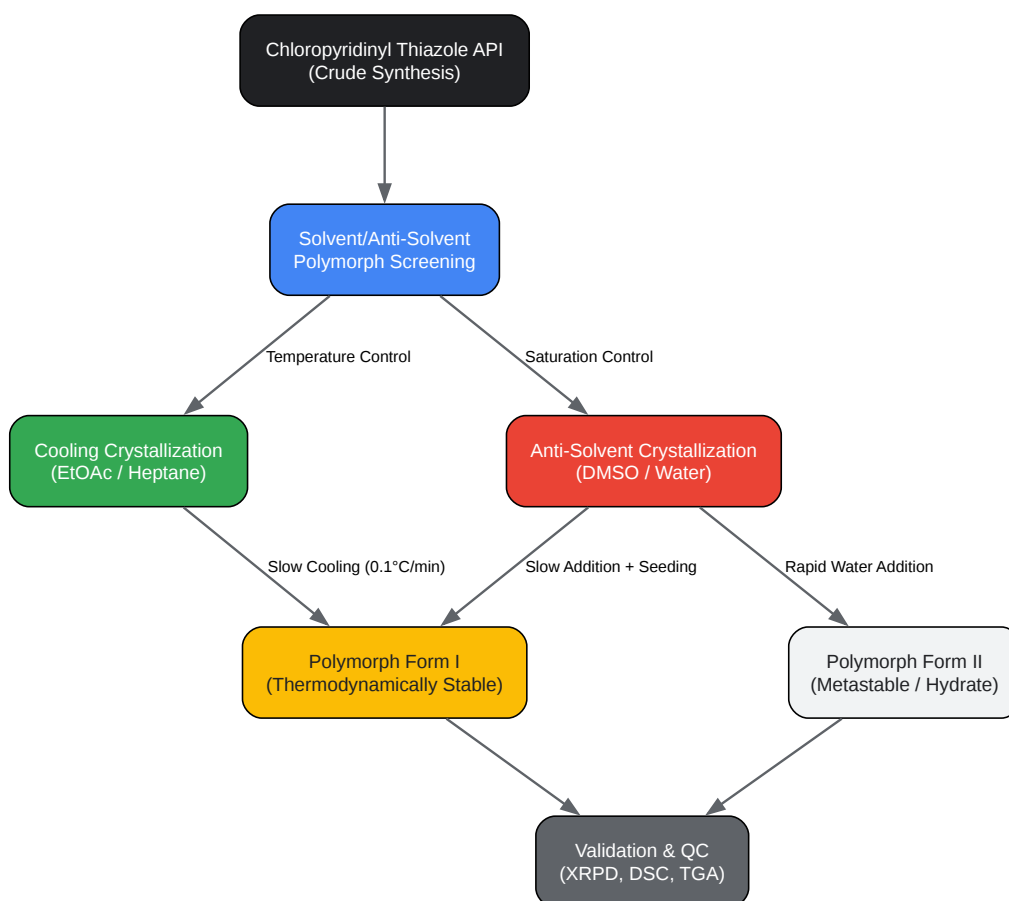 Chloropyridinyl Thiazole API
(Crude Synthesis)
Solvent/Anti-Solvent
Polymorph Screening
Temperature Control
Saturation Control
Cooling Crystallization
(EtOAc / Heptane)
Anti-Solvent Crystallization
(DMSO / Water)
Slow Cooling (0.1°C/min)
Slow Addition + Seeding
Rapid Water Addition
Polymorph Form I
(Thermodynamically Stable)
Polymorph Form II
(Metastable / Hydrate)
Validation & QC
(XRPD, DSC, TGA)